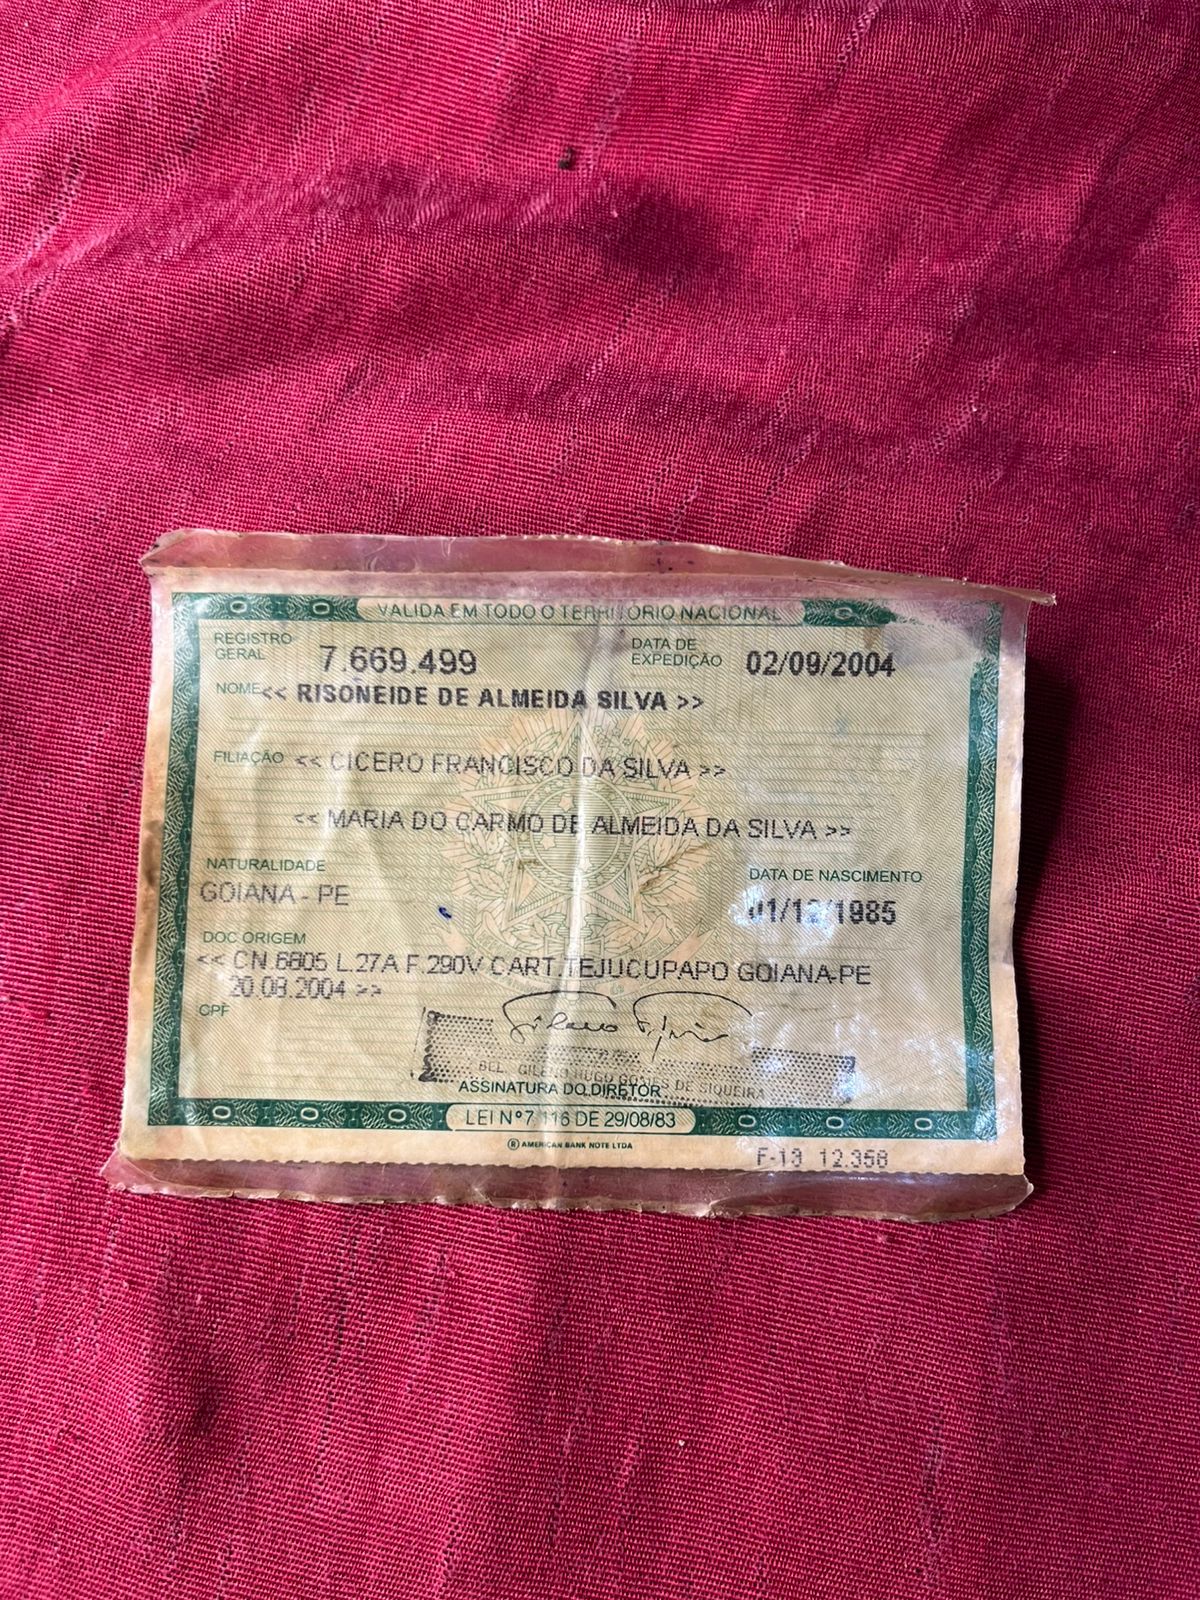 VALIDA EM TODO O TERRITORIO NACIONAL
REGISTRO GERAL 7.669.499 DATA DE EXPEDIÇÃO 02/09/2004
NOME << RISONEIDE DE ALMEIDA SILVA >>
FILIAÇÃO << CICERO FRANCISCO DA SILVA >>
<< MARIA DO CARMO DE ALMEIDA DA SILVA >>
NATURALIDADE DATA DE NASCIMENTO
GOIANA - PE 1985
DOC ORIGEM
<< CN.6805 L.27A F.290V CART.TEJUCUPAPO GOIANA-PE
20.08.2004 >>
CPF
BEL. GILENO HUGO DE SIQUEIRA
ASSINATURA DO DIRETOR
LEI Nº 7.116 DE 29/08/83
® AMERICAN BANK NOTE LTDA
F-13 12.358